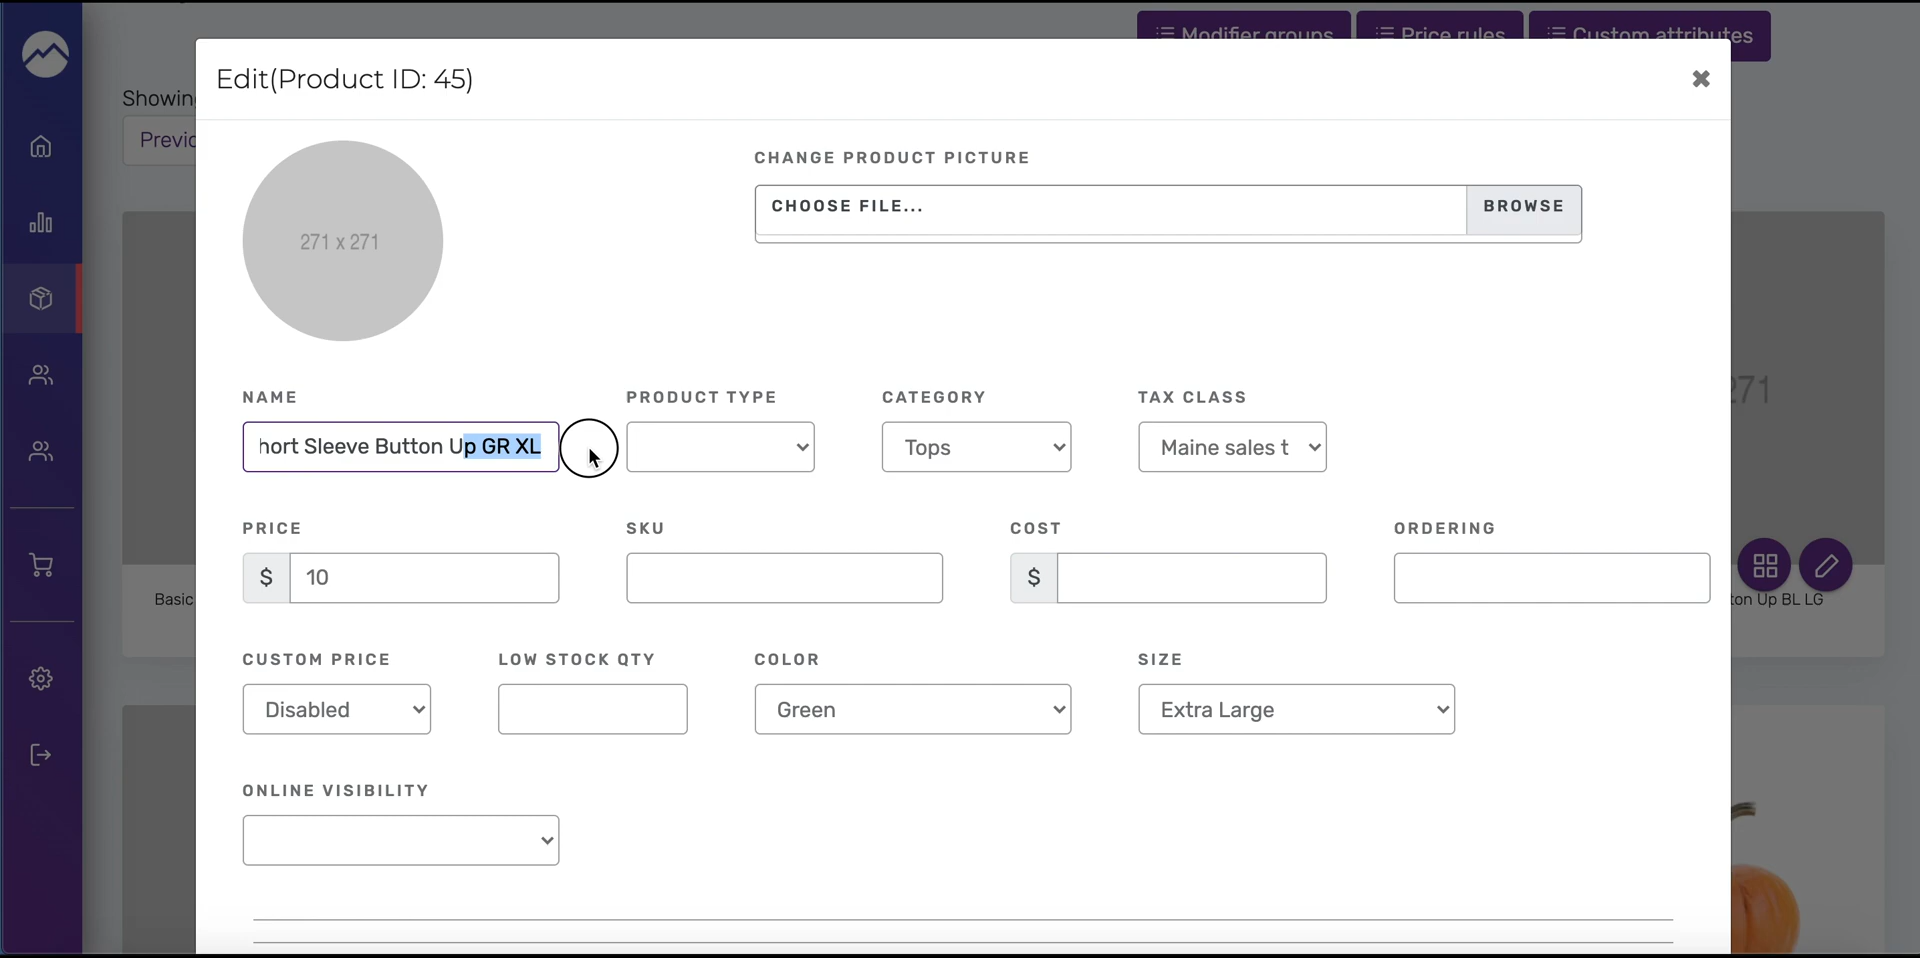 Modifier groups
Price rules
Custom attributes
Edit(Product ID: 45)
Showin
Previo
CHANGE PRODUCT PICTURE
CHOOSE FILE...
BROWSE
271 x 271
NAME
PRODUCT TYPE
CATEGORY
TAX CLASS
hort Sleeve Button Up GR XL
Tops
Maine sales t
271
PRICE
SKU
COST
ORDERING
$ 10
$
Basic
ton Up BL LG
CUSTOM PRICE
LOW STOCK QTY
COLOR
SIZE
Disabled
Green
Extra Large
ONLINE VISIBILITY